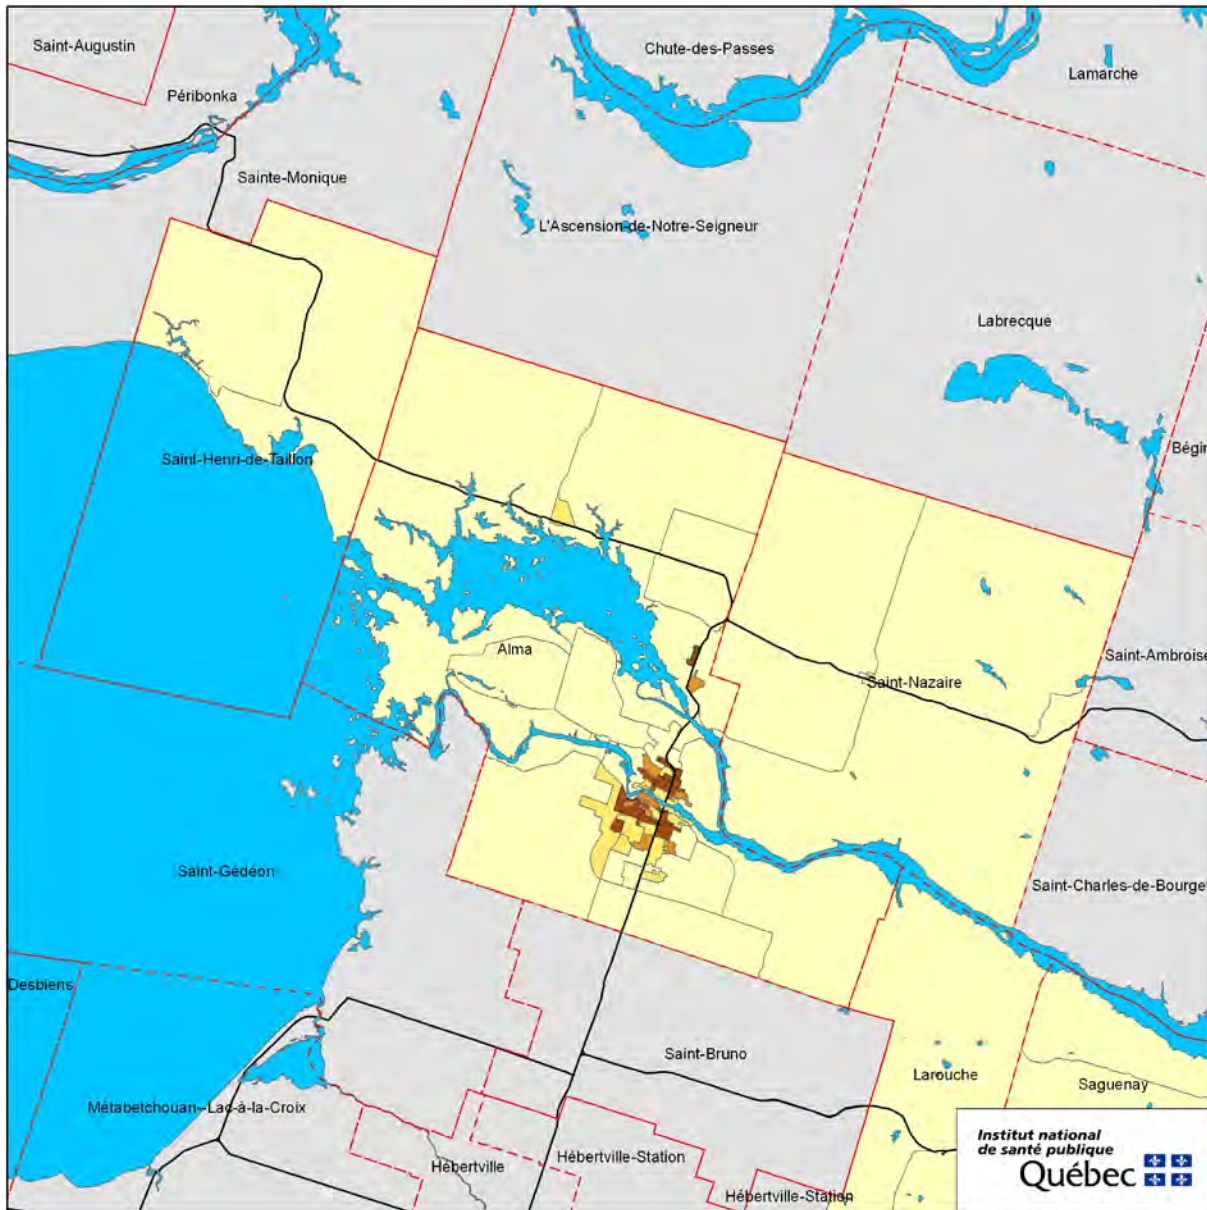 Saint-Augustin
Chute-des-Passes
Lamarche
Péribonka
Sainte-Monique
L'Ascension-de-Notre-Seigneur
Labrecque
Bégin
Saint-Henri-de-Taillon
Alma
Saint-Ambroise
Saint-Nazaire
Saint-Gédéon
Saint-Charles-de-Bourget
Desbiens
Saint-Bruno
Larouche
Saguenay
Métabetchouan--Lac-à-la-Croix
Institut national
de santé publique
Québec
Hébertville
Hébertville-Station
Hébertville-Station